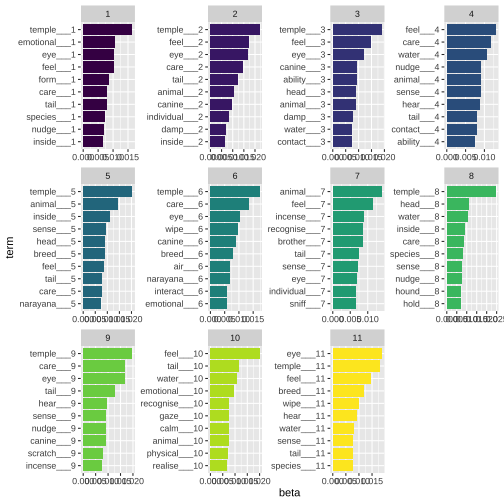 1 2 3 4
temple___1 temple___2 temple___3 feel___4
emotional___1 feel___2 feel___3 care___4
eye___1 eye___2 eye___3 water___4
feel___1 care___2 canine___3 nudge___4
form___1 tail___2 ability___3 animal___4
care___1 animal___2 head___3 sense___4
tail___1 canine___2 animal___3 hear___4
species___1 individual___2 damp___3 tail___4
nudge___1 damp___2 water___3 contact___4
inside___1 inside___2 contact___3 ability___4
5 6 7 8
temple___5 temple___6 animal___7 temple___8
animal___5 care___6 feel___7 head___8
inside___5 eye___6 incense___7 water___8
sense___5 wipe___6 recognise___7 inside___8
head___5 canine___6 brother___7 care___8
breed___5 breed___6 tail___7 species___8
feel___5 air___6 sense___7 sense___8
tail___5 narayana___6 eye___7 nudge___8
care___5 interact___6 individual___7 hound___8
narayana___5 emotional___6 sniff___7 hold___8
term
9 10 11
temple___9 feel___10 eye___11
care___9 tail___10 temple___11
eye___9 water___10 feel___11
tail___9 emotional___10 breed___11
hear___9 recognise___10 wipe___11
sense___9 gaze___10 hear___11
nudge___9 calm___10 water___11
canine___9 animal___10 sense___11
scratch___9 physical___10 tail___11
incense___9 realise___10 species___11
beta